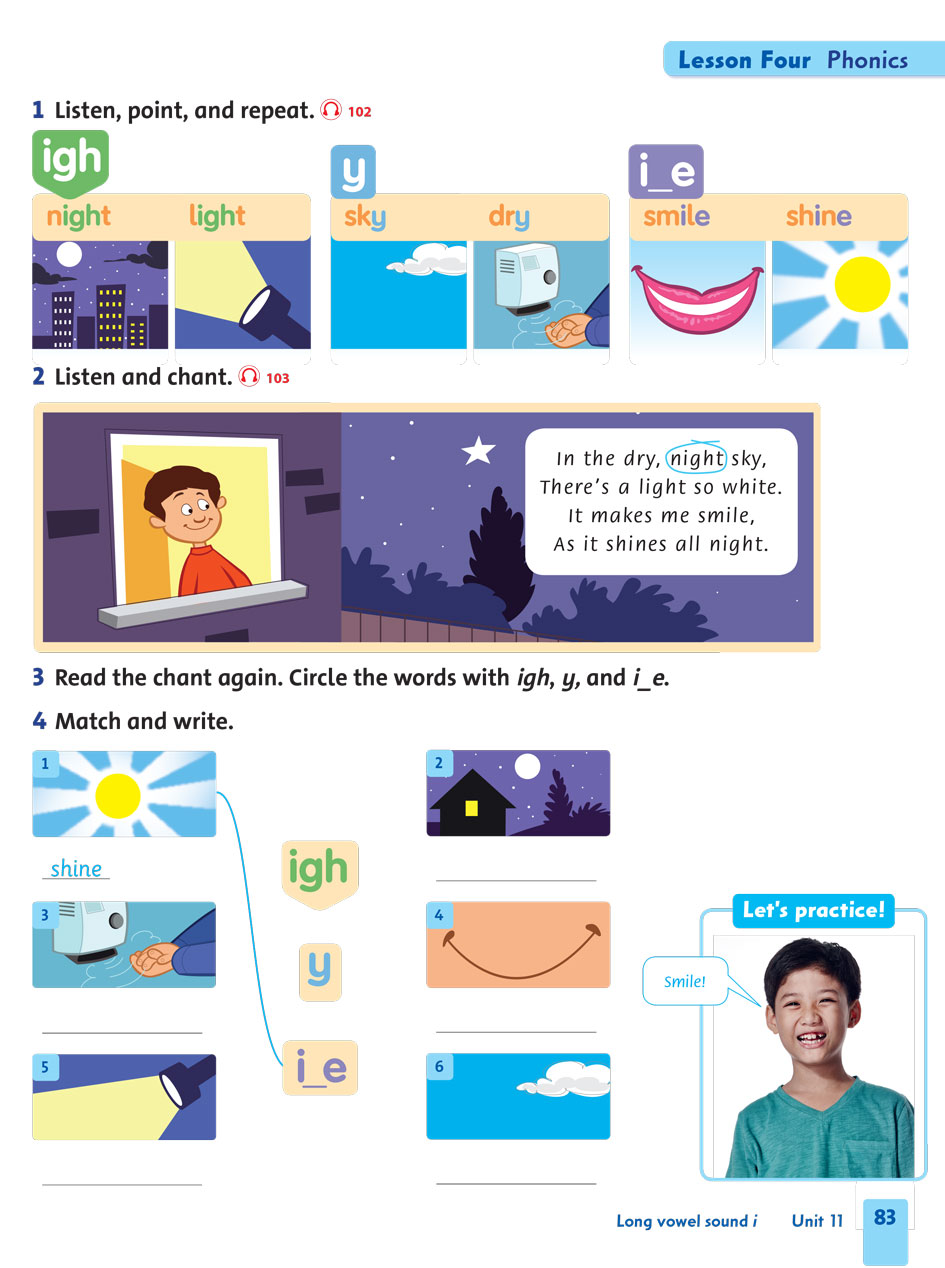 Lesson Four Phonics
1 Listen, point, and repeat. 102
igh
night light
y
sky dry
i_e
smile shine
2 Listen and chant. 103
In the dry, night sky,
There's a light so white.
It makes me smile,
As it shines all night.
3 Read the chant again. Circle the words with igh, y, and i_e.
4 Match and write.
1
shine
2
3
4
5
6
igh
y
i_e
Let's practice!
Smile!
Long vowel sound i Unit 11 83